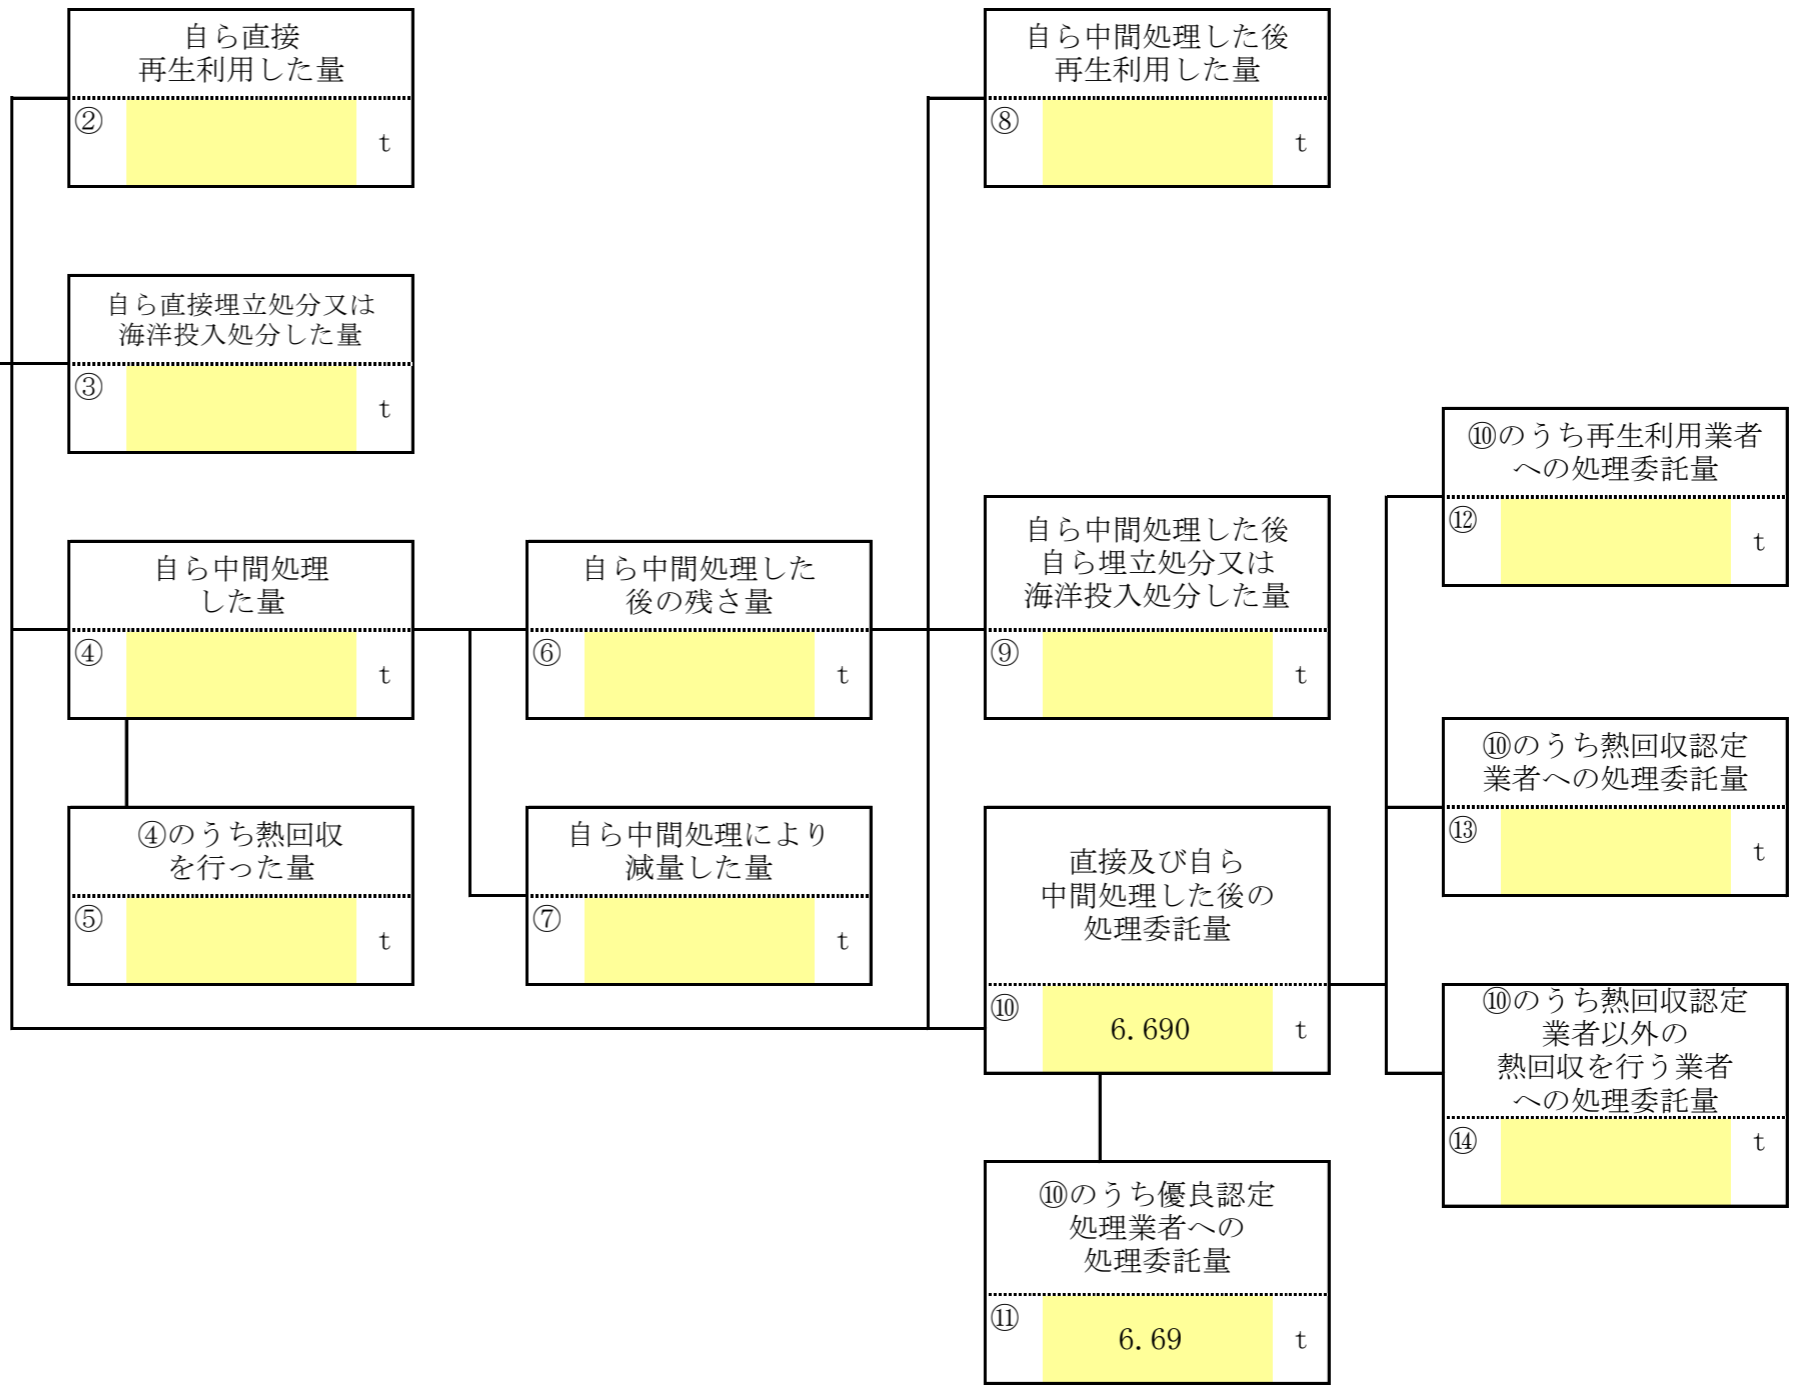 自ら直接
再生利用した量
②
t
自ら直接埋立処分又は
海洋投入処分した量
③
t
自ら中間処理
した量
④
t
④のうち熱回収
を行った量
⑤
t
自ら中間処理した
後の残さ量
⑥
t
自ら中間処理により
減量した量
⑦
t
自ら中間処理した後
再生利用した量
⑧
t
自ら中間処理した後
自ら埋立処分又は
海洋投入処分した量
⑨
t
直接及び自ら
中間処理した後の
処理委託量
⑩ 6.690 t
⑩のうち優良認定
処理業者への
処理委託量
⑪ 6.69 t
⑩のうち再生利用業者
への処理委託量
⑫
t
⑩のうち熱回収認定
業者への処理委託量
⑬
t
⑩のうち熱回収認定
業者以外の
熱回収を行う業者
への処理委託量
⑭
t